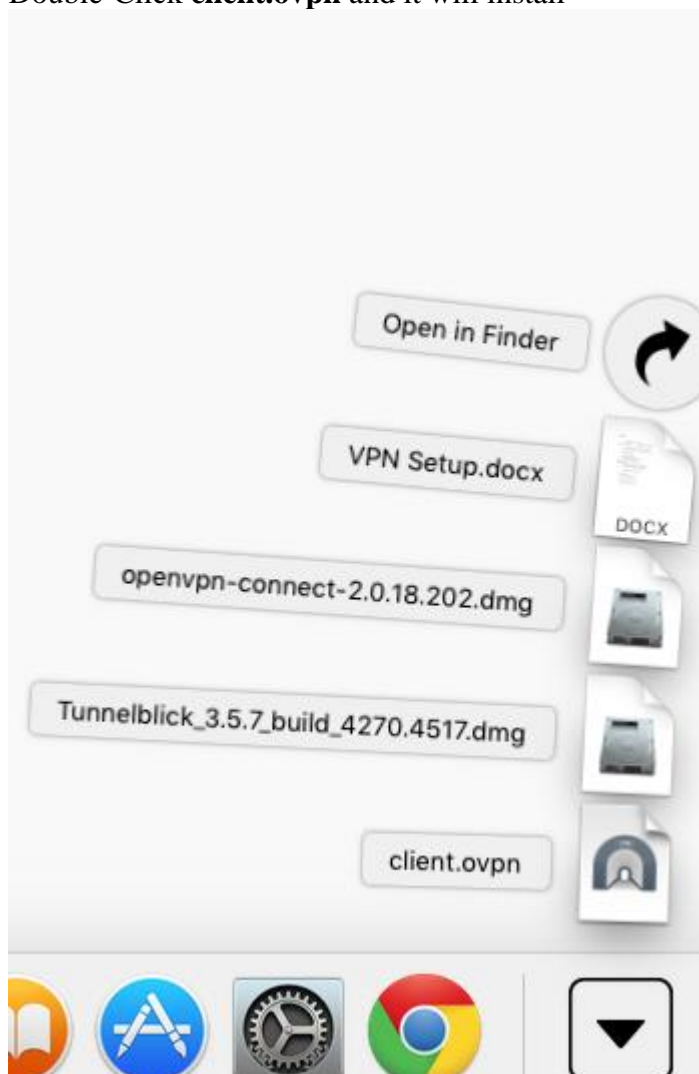 Double-Click client.ovpn and it will install
Open in Finder
VPN Setup.docx
DOCX
openvpn-connect-2.0.18.202.dmg
Tunnelblick_3.5.7_build_4270.4517.dmg
client.ovpn